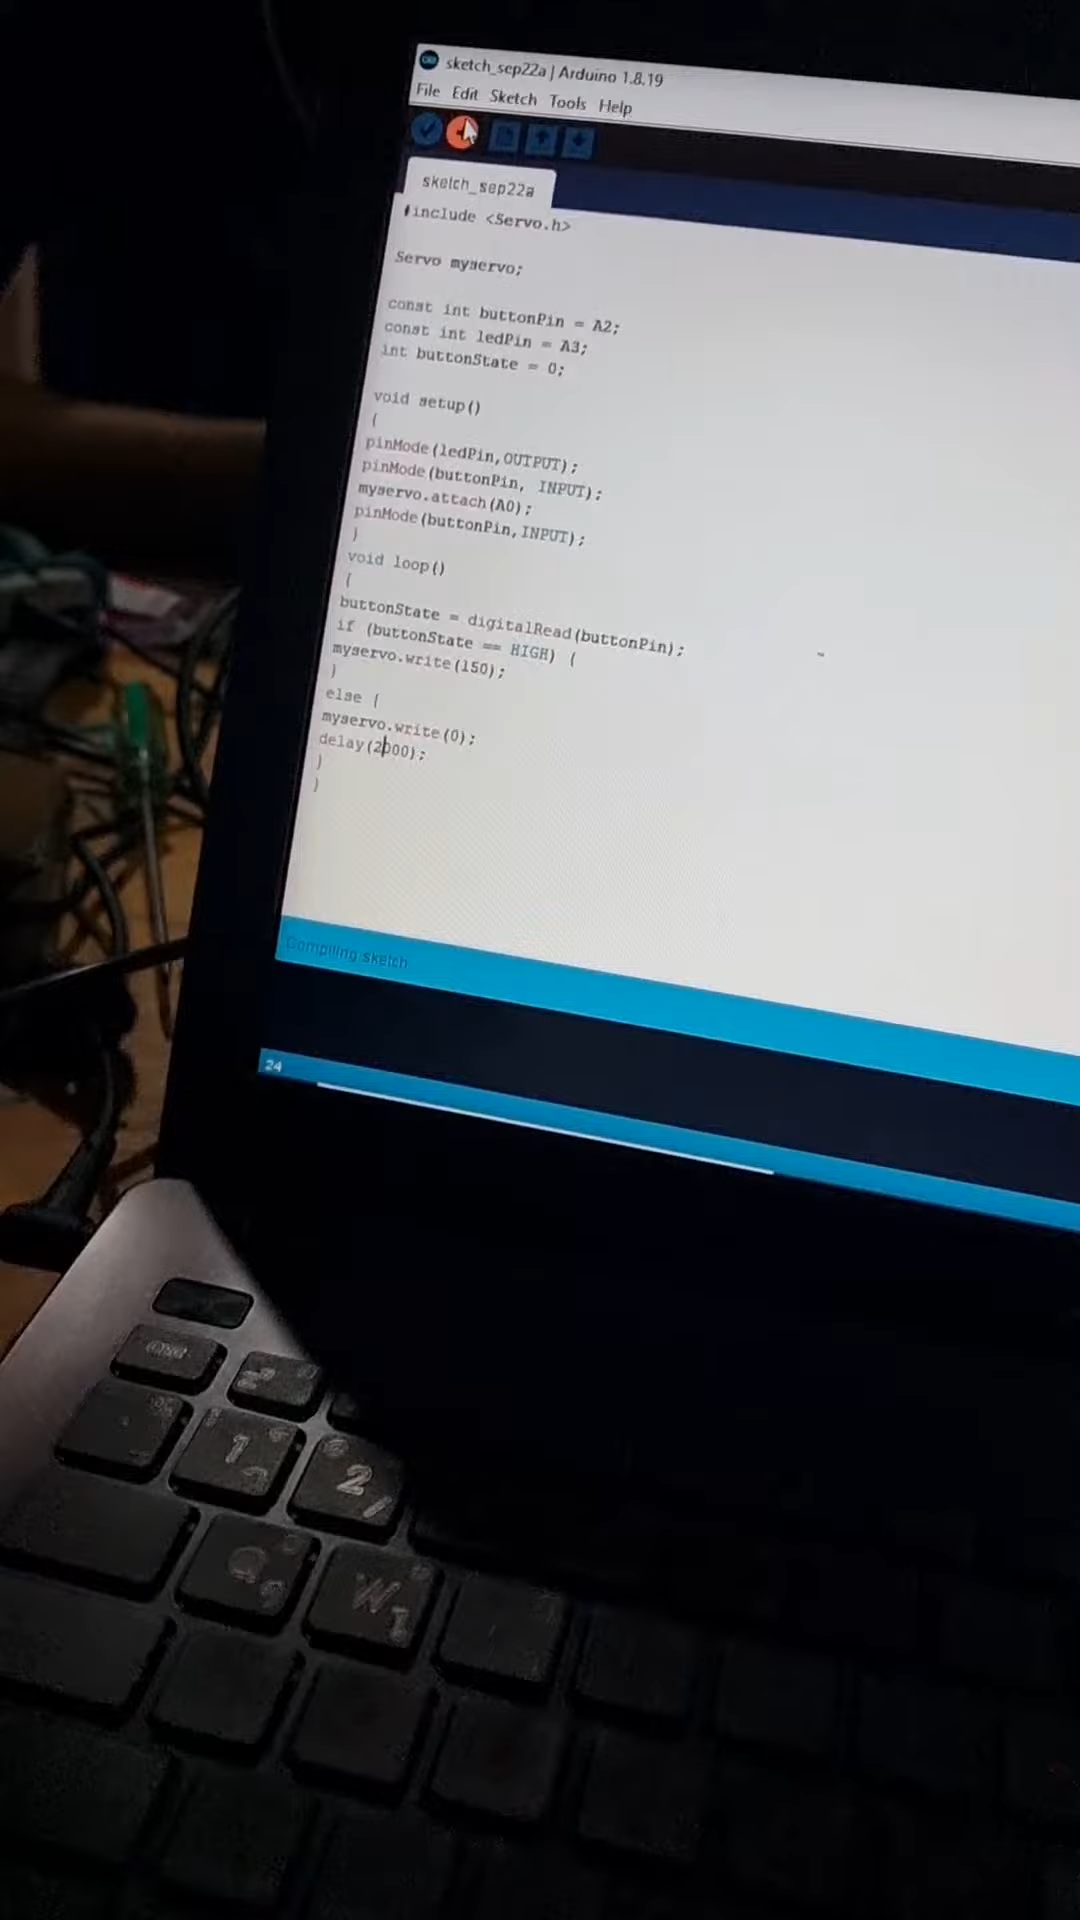 sketch_sep22a | Arduino 1.8.19
File Edit Sketch Tools Help
sketch_sep22a
#include <Servo.h>
Servo myservo;
const int buttonPin = A2;
const int ledPin = A3;
int buttonState = 0;
void setup()
{
pinMode(ledPin,OUTPUT);
pinMode(buttonPin, INPUT);
myservo.attach(A0);
pinMode(buttonPin,INPUT);
}
void loop()
{
buttonState = digitalRead(buttonPin);
if (buttonState == HIGH) {
myservo.write(150);
}
else {
myservo.write(0);
delay(2000);
}
}
Compiling sketch
24
1
2
Q
W